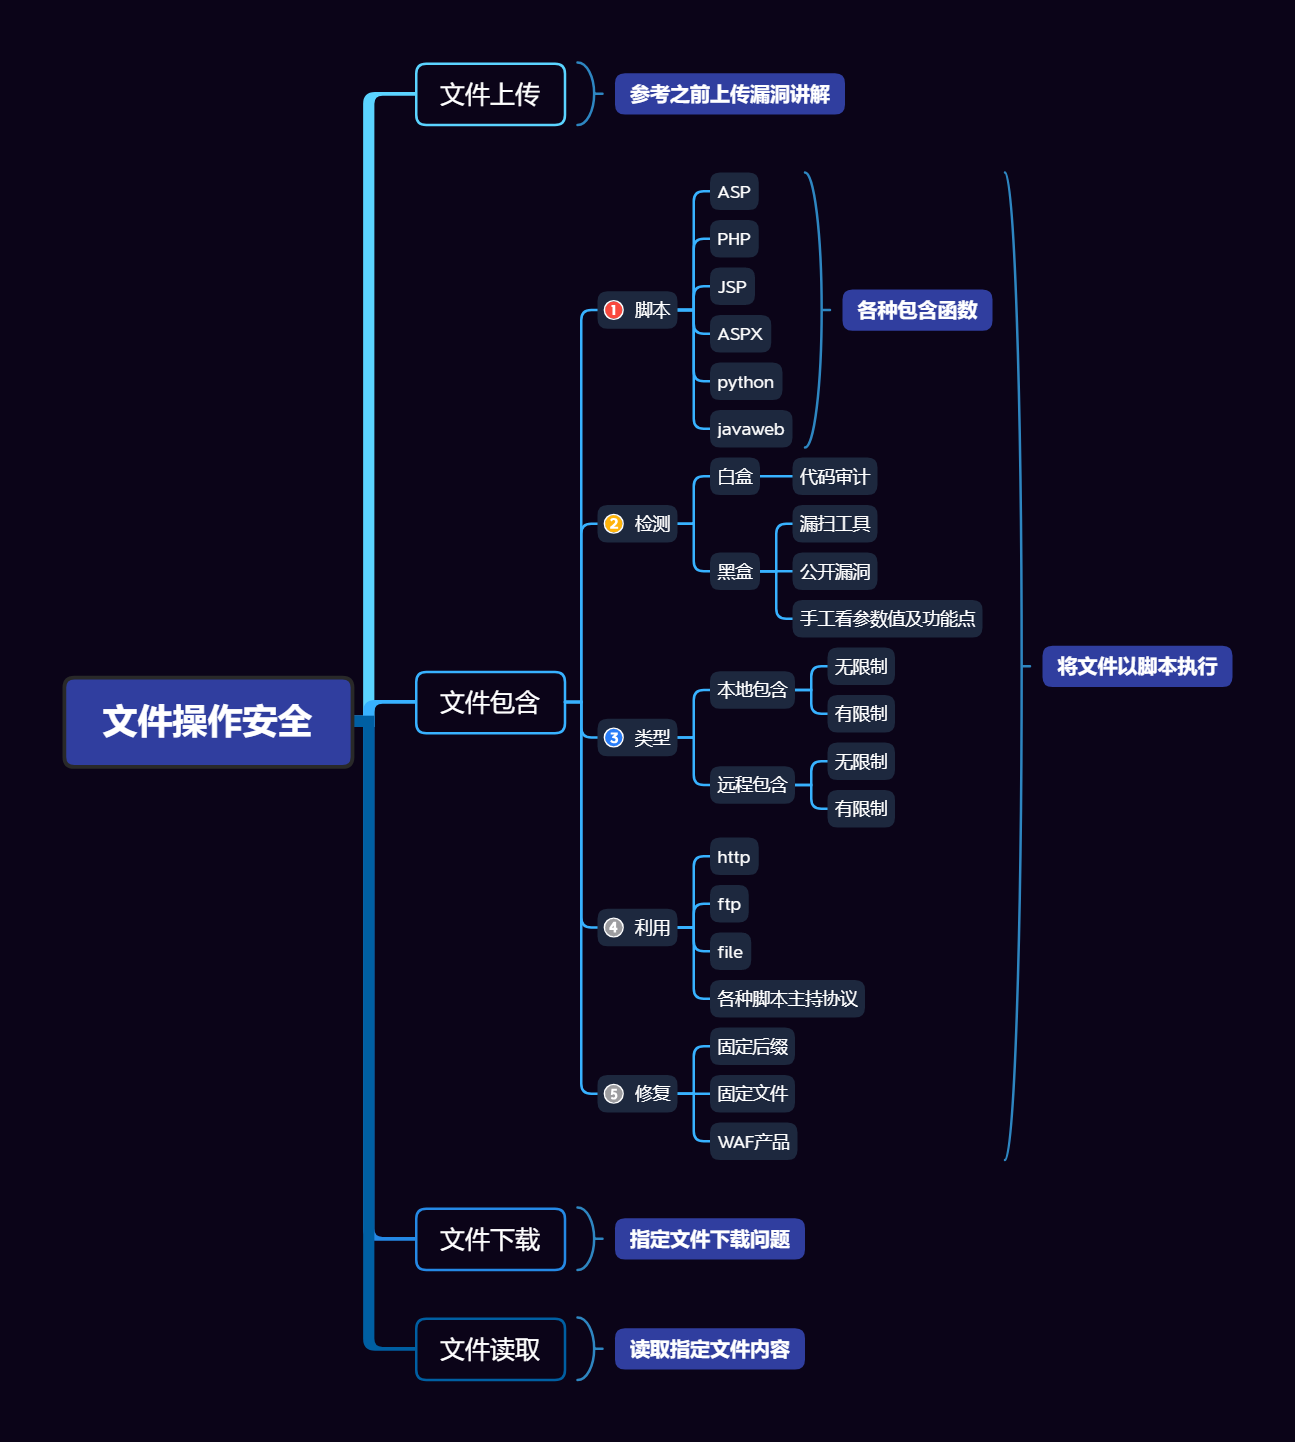 文件操作安全
文件上传
参考之前上传漏洞讲解
文件包含
1 脚本
ASP
PHP
JSP
ASPX
python
javaweb
各种包含函数
2 检测
白盒
代码审计
黑盒
漏扫工具
公开漏洞
手工看参数值及功能点
3 类型
本地包含
无限制
有限制
远程包含
无限制
有限制
4 利用
http
ftp
file
各种脚本主持协议
5 修复
固定后缀
固定文件
WAF产品
将文件以脚本执行
文件下载
指定文件下载问题
文件读取
读取指定文件内容